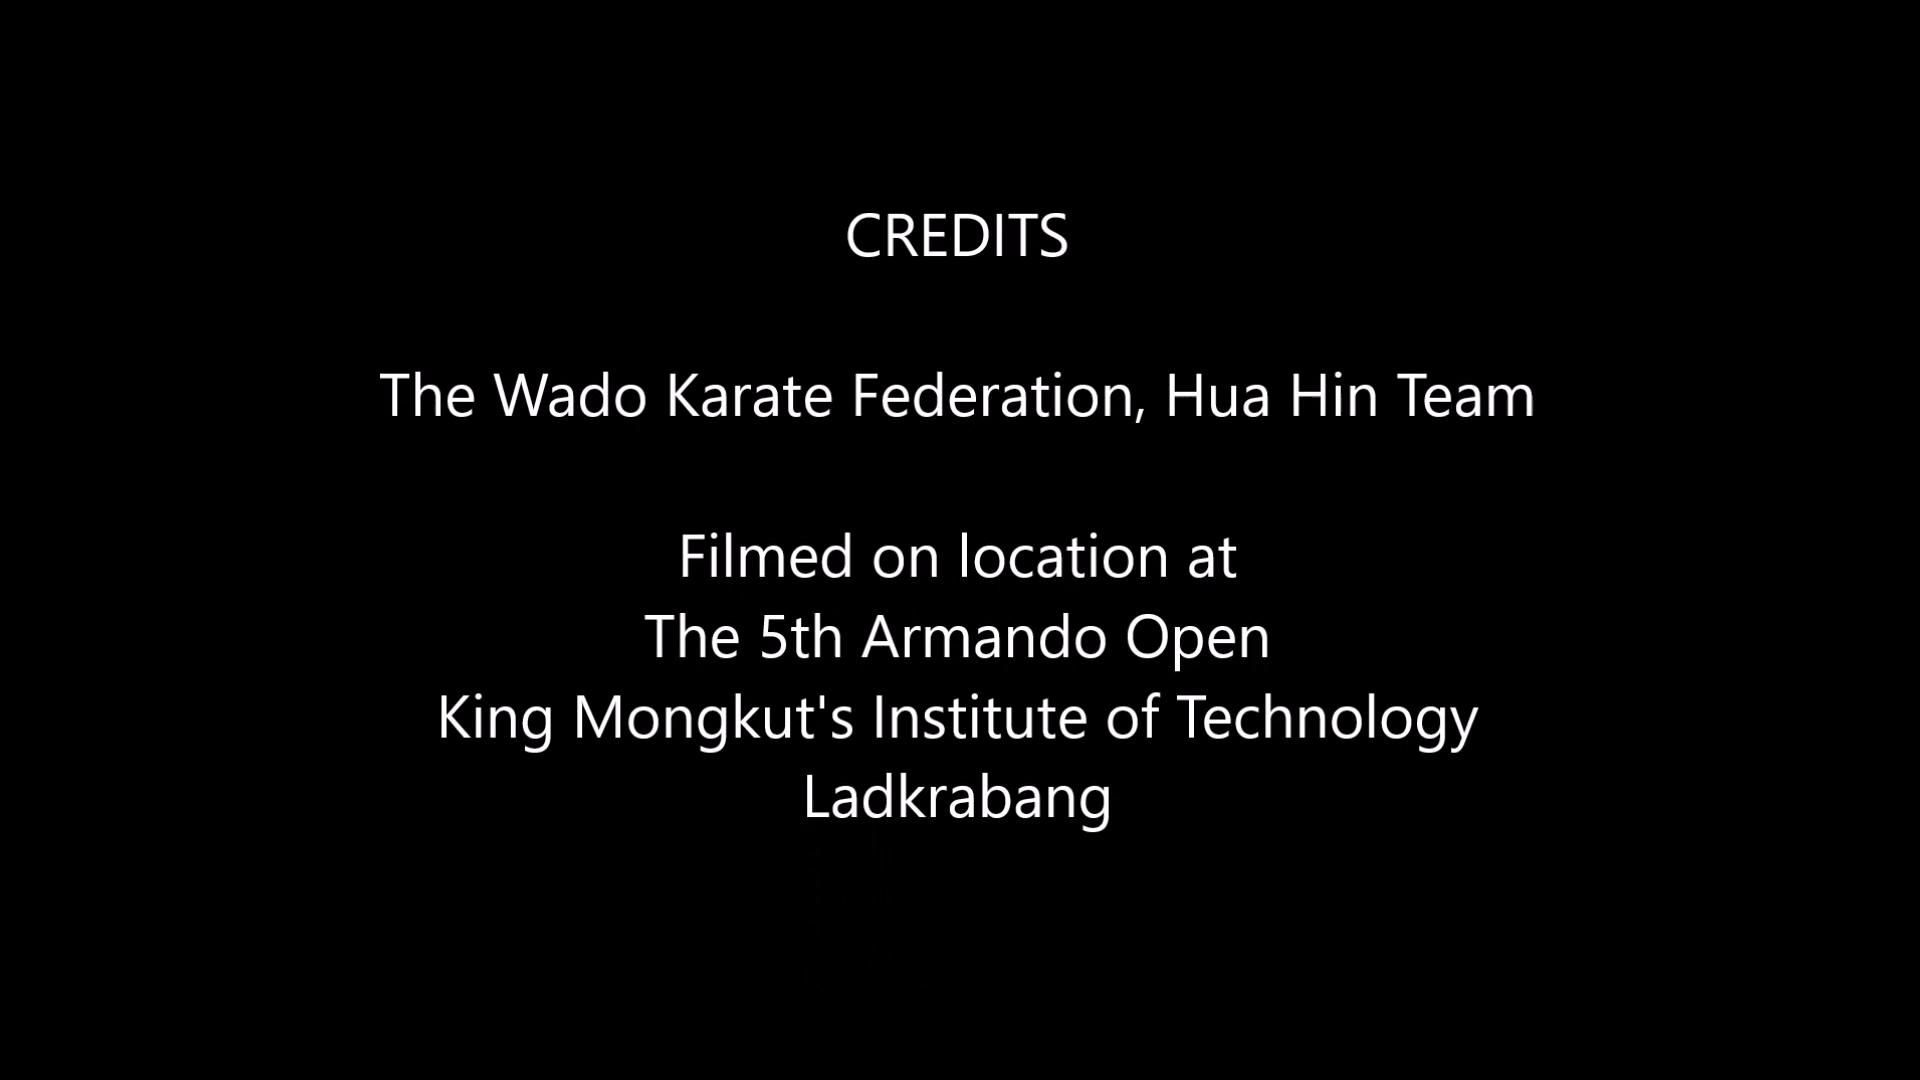 CREDITS
The Wado Karate Federation, Hua Hin Team
Filmed on location at
The 5th Armando Open
King Mongkut's Institute of Technology
Ladkrabang